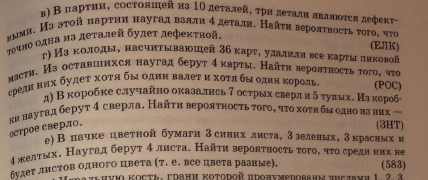 в) В партии, состоящей из 10 деталей, три детали являются дефект-
ными. Из этой партии наугад взяли 4 детали. Найти вероятность того, что
точно одна из деталей будет дефектной. (ЕЛК)
г) Из колоды, насчитывающей 36 карт, удалили все карты пиковой
масти. Из оставшихся наугад берут 4 карты. Найти вероятность того, что
среди них будет хотя бы один валет и хотя бы один король. (РОС)
д) В коробке случайно оказались 7 острых сверл и 5 тупых. Из короб-
ки наугад берут 4 сверла. Найти вероятность того, что хотя бы одно из них —
острое сверло. (ЗНТ)
е) В пачке цветной бумаги 3 синих листа, 3 зеленых, 3 красных и
4 желтых. Наугад берут 4 листа. Найти вероятность того, что среди них не
будет листов одного цвета (т. е. все цвета разные). (583)
Игральную кость, грани которой пронумерованы числами 1, 2, 3,